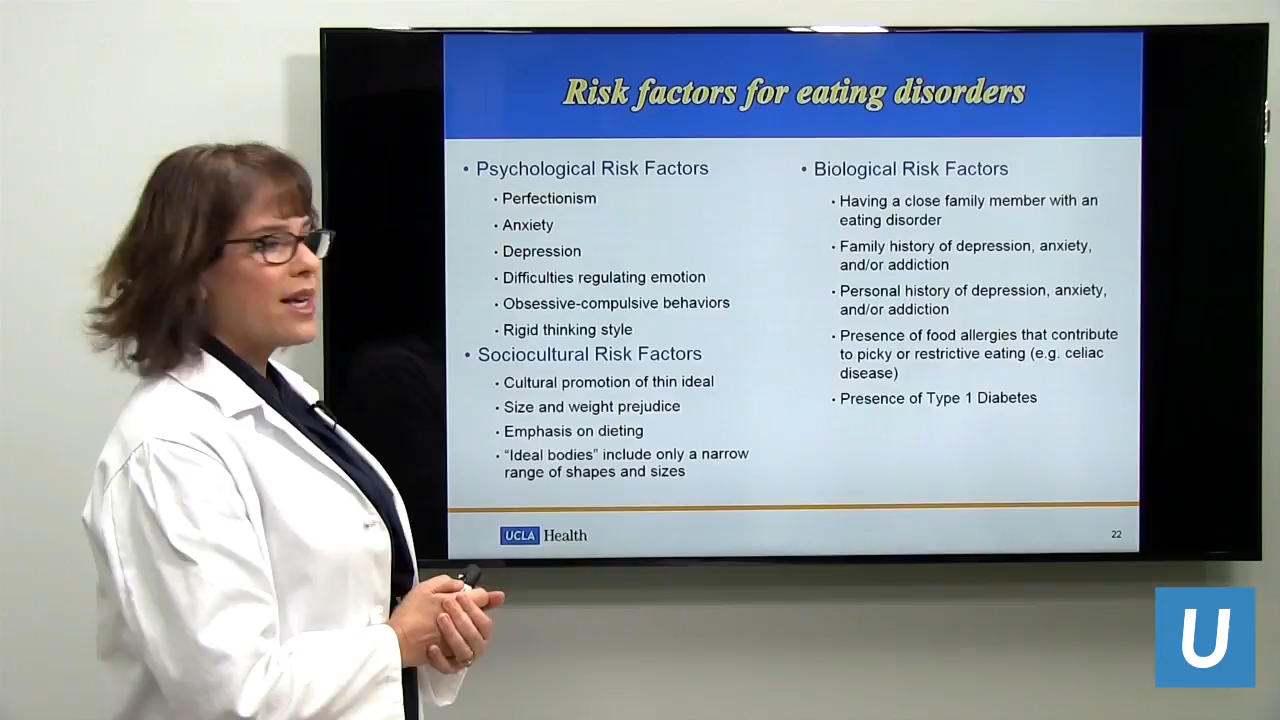 Risk factors for eating disorders
• Psychological Risk Factors
• Perfectionism
• Anxiety
• Depression
• Difficulties regulating emotion
• Obsessive-compulsive behaviors
• Rigid thinking style
• Sociocultural Risk Factors
• Cultural promotion of thin ideal
• Size and weight prejudice
• Emphasis on dieting
• “Ideal bodies” include only a narrow
range of shapes and sizes
• Biological Risk Factors
• Having a close family member with an
eating disorder
• Family history of depression, anxiety,
and/or addiction
• Personal history of depression, anxiety,
and/or addiction
• Presence of food allergies that contribute
to picky or restrictive eating (e.g. celiac
disease)
• Presence of Type 1 Diabetes
UCLA Health
22
U